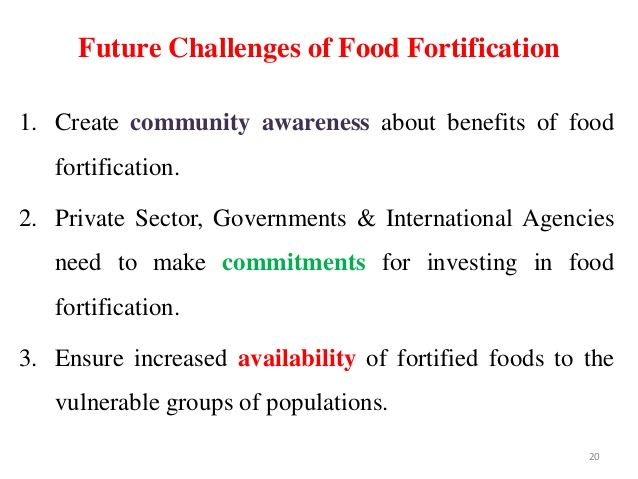 Future Challenges of Food Fortification
1. Create community awareness about benefits of food
fortification.
2. Private Sector, Governments & International Agencies
need to make commitments for investing in food
fortification.
3. Ensure increased availability of fortified foods to the
vulnerable groups of populations.
20